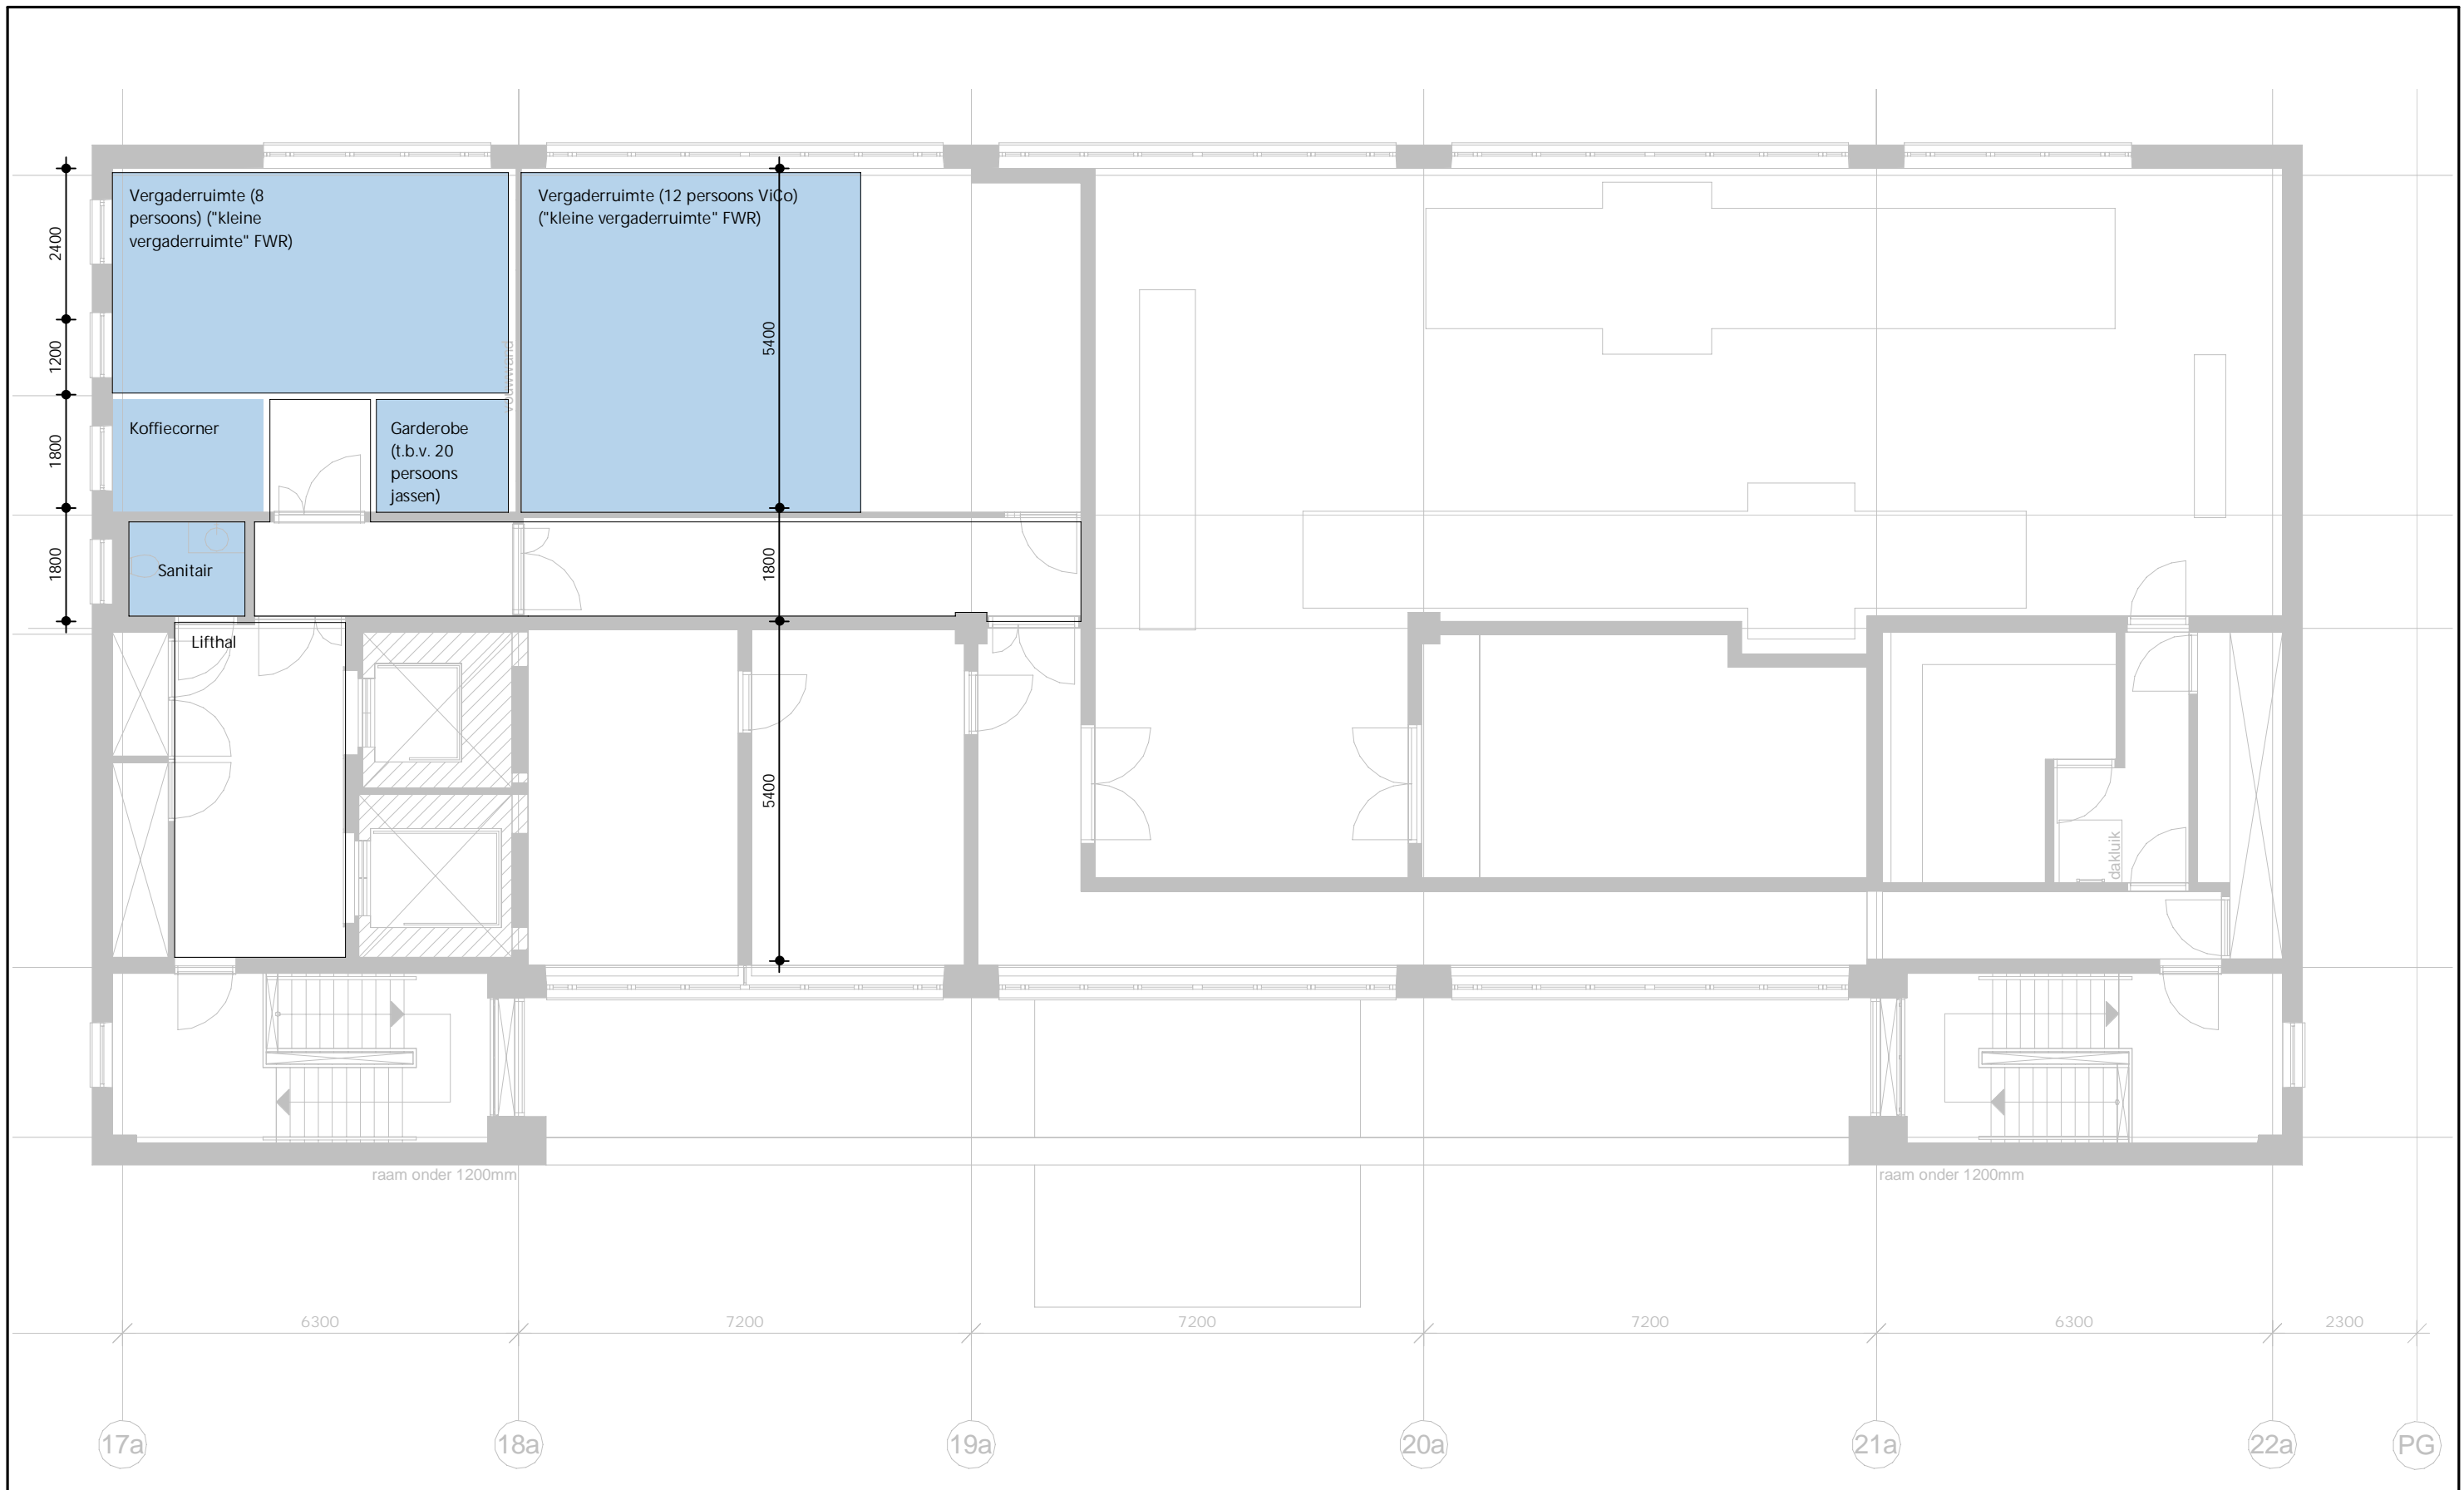 Vergaderruimte (8
persoons) ("kleine
vergaderruimte" FWR)
Vergaderruimte (12 persoons ViCo)
("kleine vergaderruimte" FWR)
2400
1200
1800
1800
5400
1800
5400
vouwwand
Koffiecorner
Garderobe
(t.b.v. 20
persoons
jassen)
Sanitair
Lifthal
dakluik
raam onder 1200mm
raam onder 1200mm
6300
7200
7200
7200
6300
2300
17a
18a
19a
20a
21a
22a
PG